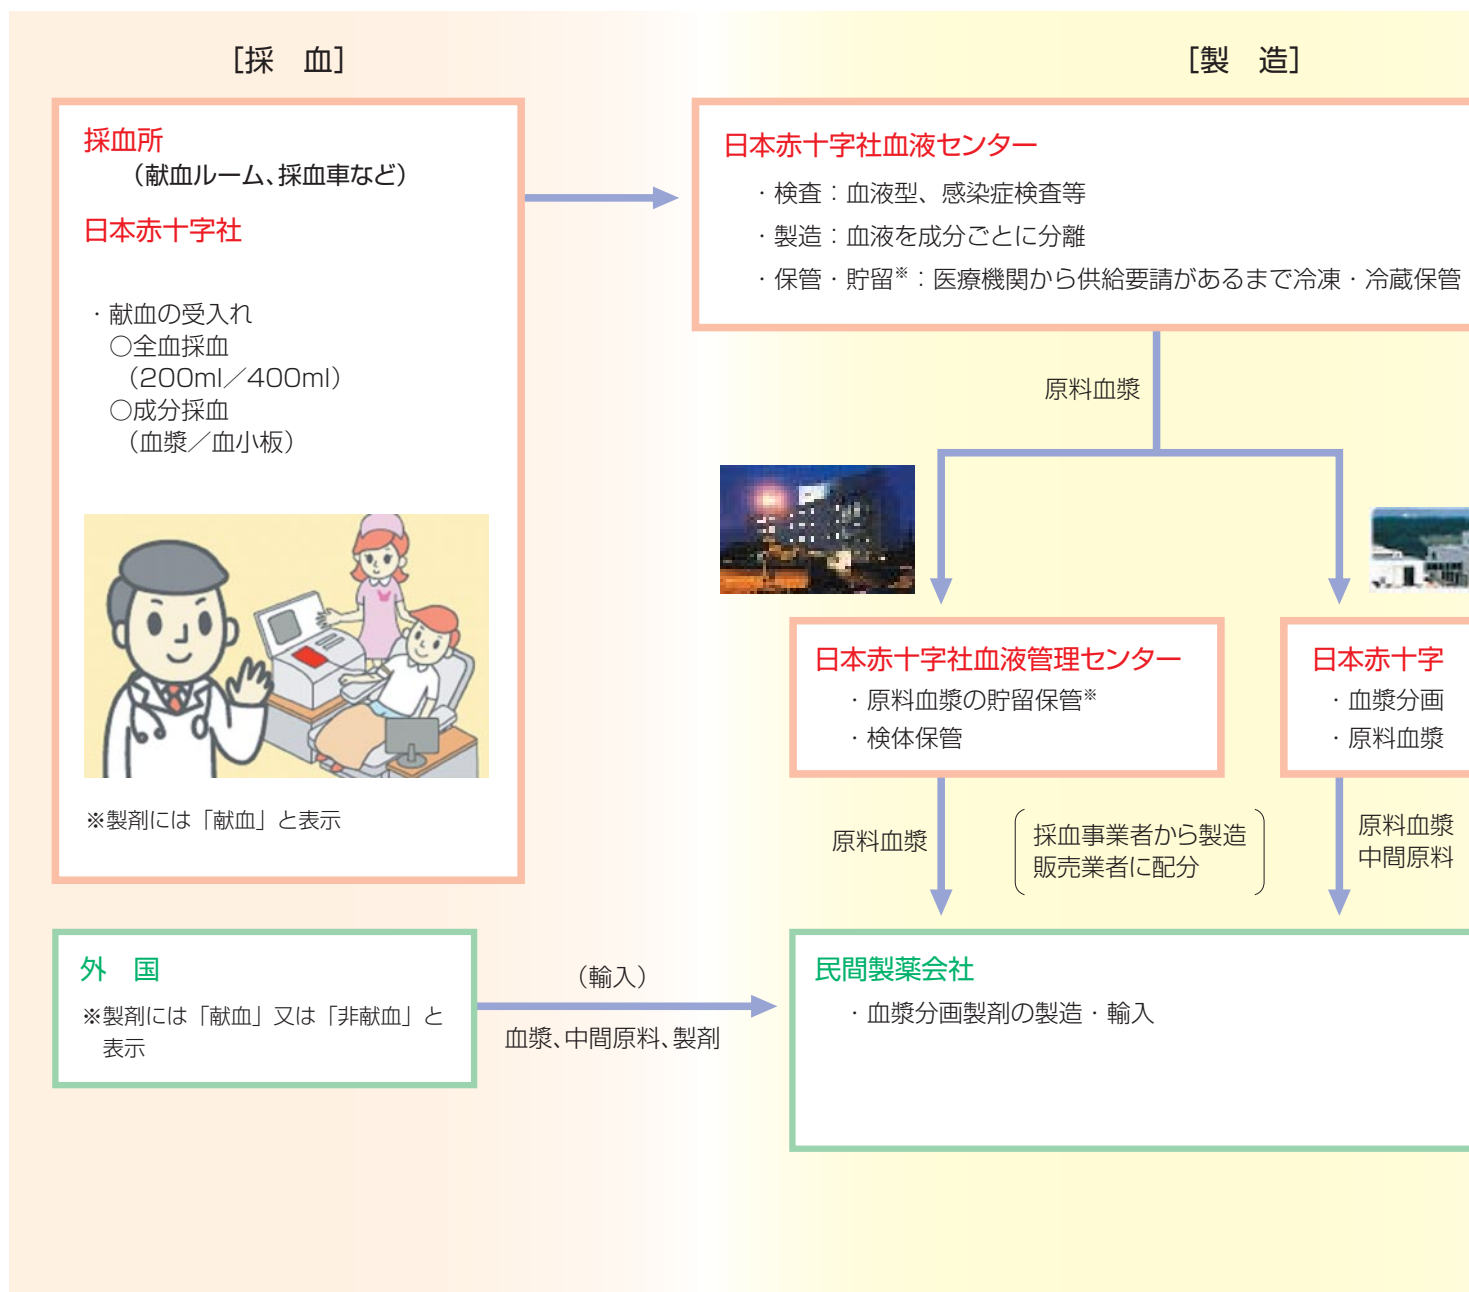 ［採　血］
採血所
（献血ルーム、採血車など）
日本赤十字社
・献血の受入れ
○全血採血
（200ml／400ml）
○成分採血
（血漿／血小板）
※製剤には「献血」と表示
外　国
※製剤には「献血」又は「非献血」と
表示
（輸入）
血漿、中間原料、製剤
［製　造］
日本赤十字社血液センター
・検査：血液型、感染症検査等
・製造：血液を成分ごとに分離
・保管・貯留※：医療機関から供給要請があるまで冷凍・冷蔵保管
原料血漿
日本赤十字社血液管理センター
・原料血漿の貯留保管※
・検体保管
日本赤十字
・血漿分画
・原料血漿
原料血漿
採血事業者から製造
販売業者に配分
原料血漿
中間原料
民間製薬会社
・血漿分画製剤の製造・輸入